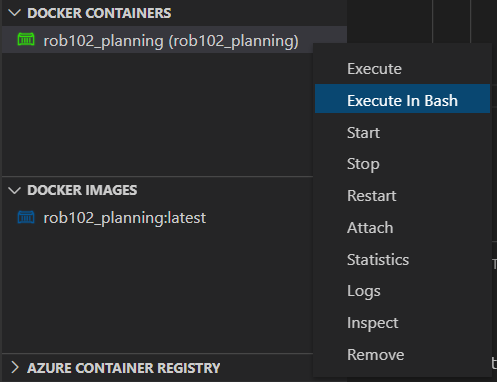 DOCKER CONTAINERS
rob102_planning (rob102_planning)
Execute
Execute In Bash
Start
Stop
Restart
Attach
Statistics
Logs
Inspect
Remove
DOCKER IMAGES
rob102_planning:latest
AZURE CONTAINER REGISTRY